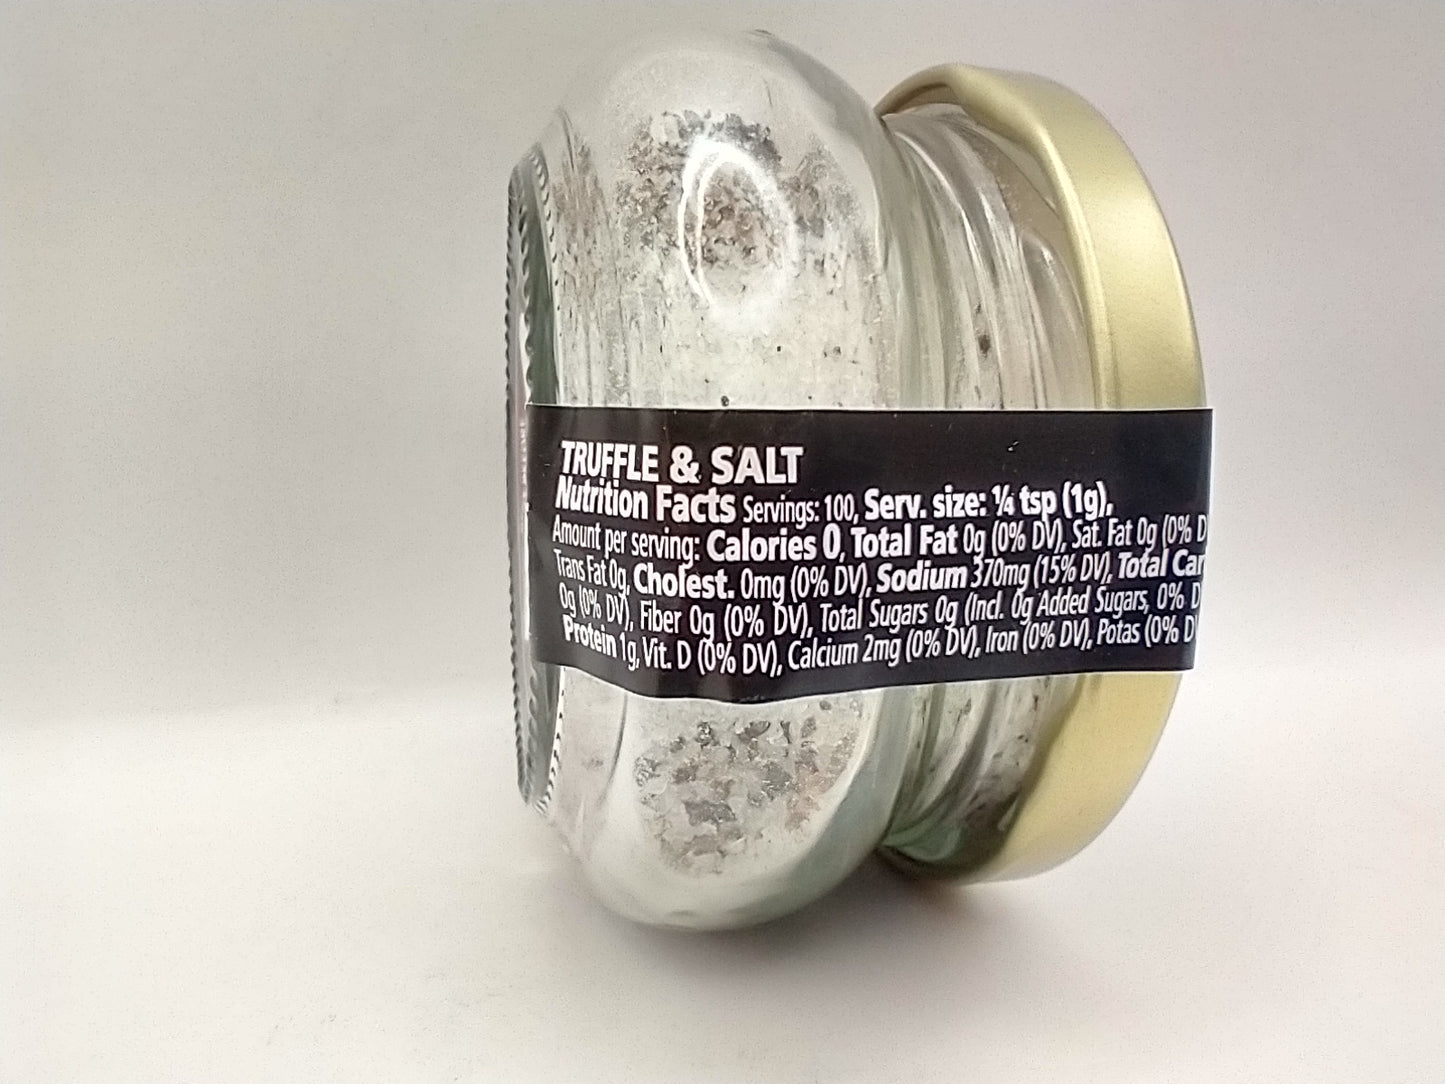 TRUFFLE & SALT
Nutrition Facts Servings: 100, Serv. size: ¼ tsp (1g),
Amount per serving: Calories 0, Total Fat 0g (0% DV), Sat. Fat 0g (0% D
Trans Fat 0g, Cholest. 0mg (0% DV), Sodium 370mg (15% DV), Total Car
0g (0% DV), Fiber 0g (0% DV), Total Sugars 0g (Incl. 0g Added Sugars, 0% D
Protein 1g, Vit. D (0% DV), Calcium 2mg (0% DV), Iron (0% DV), Potas (0% DV